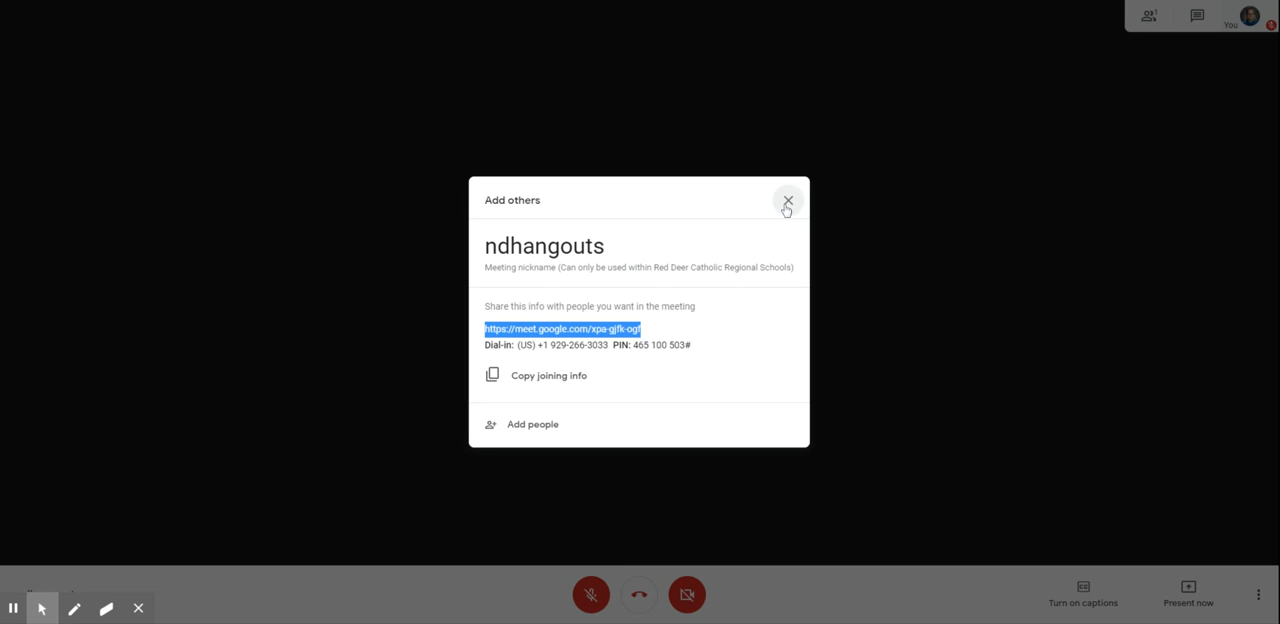 1
You
Add others
ndhangouts
Meeting nickname (Can only be used within Red Deer Catholic Regional Schools)
Share this info with people you want in the meeting
https://meet.google.com/xpa-gjfk-ogf
Dial-in: (US) +1 929-266-3033 PIN: 465 100 503#
Copy joining info
Add people
CC
Turn on captions
Present now